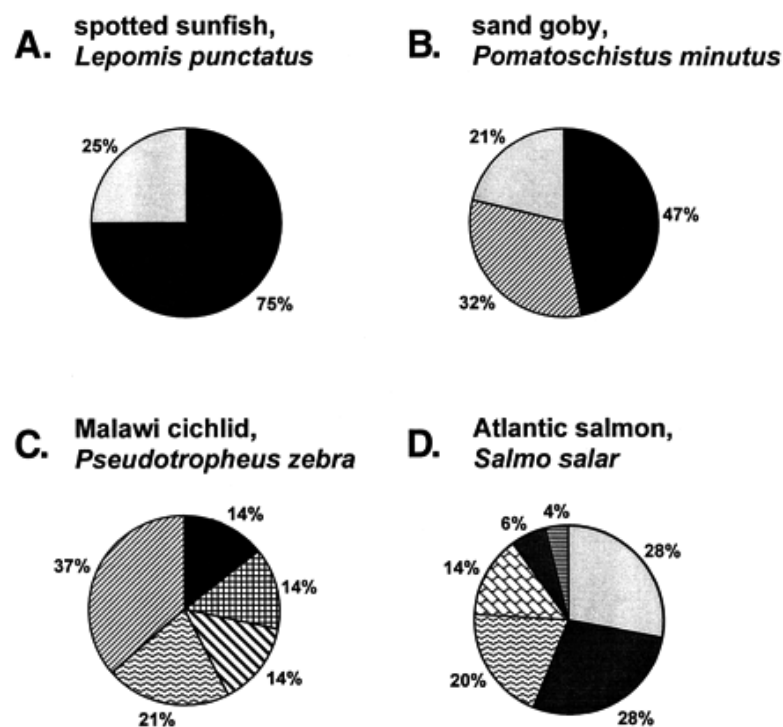 A. spotted sunfish,
Lepomis punctatus
25%
75%
B. sand goby,
Pomatoschistus minutus
21%
47%
32%
C. Malawi cichlid,
Pseudotropheus zebra
14%
37%
14%
14%
21%
D. Atlantic salmon,
Salmo salar
4%
6%
28%
14%
20%
28%